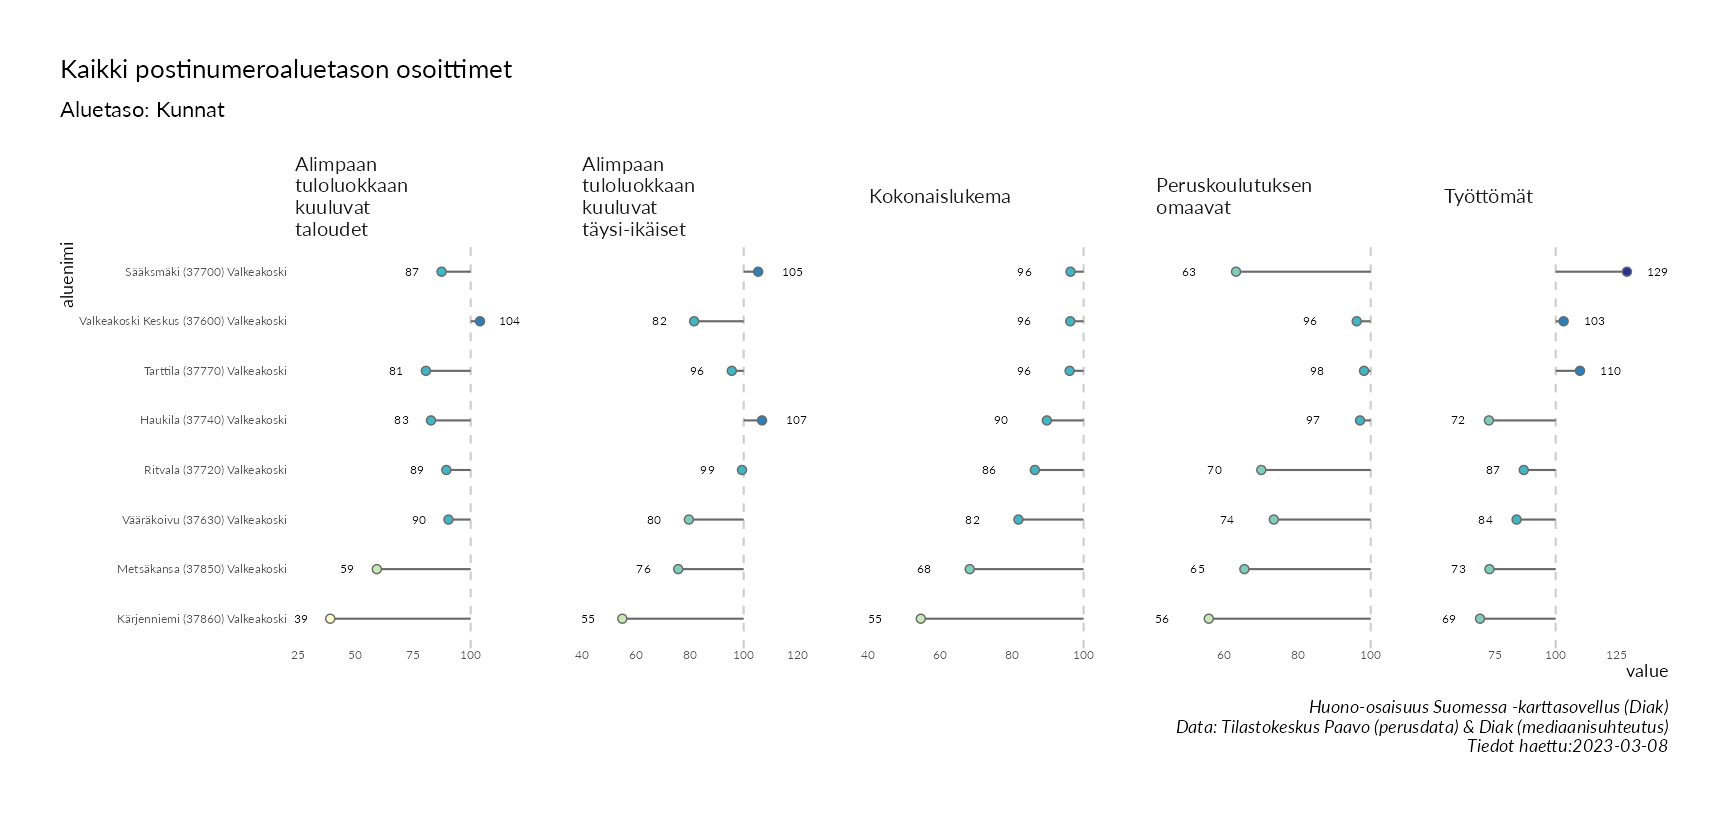 Kaikki postinumeroaluetason osoittimet
Aluetaso: Kunnat
Alimpaan
tuloluokkaan
kuuluvat
taloudet
Alimpaan
tuloluokkaan
kuuluvat
täysi-ikäiset
Kokonaislukema
Peruskoulutuksen
omaavat
Työttömät
aluenimi
Sääksmäki (37700) Valkeakoski 87 105 96 63 129
Valkeakoski Keskus (37600) Valkeakoski 104 82 96 96 103
Tarttila (37770) Valkeakoski 81 96 96 98 110
Haukila (37740) Valkeakoski 83 107 90 97 72
Ritvala (37720) Valkeakoski 89 99 86 70 87
Vääräkoivu (37630) Valkeakoski 90 80 82 74 84
Metsäkansa (37850) Valkeakoski 59 76 68 65 73
Kärjenniemi (37860) Valkeakoski 39 55 55 56 69
25 50 75 100 40 60 80 100 120 40 60 80 100 60 80 100 75 100 125
value
Huono-osaisuus Suomessa -karttasovellus (Diak)
Data: Tilastokeskus Paavo (perusdata) & Diak (mediaanisuhteutus)
Tiedot haettu:2023-03-08